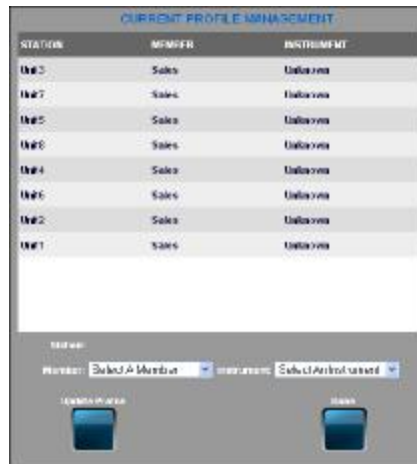 CURRENT PROFILE MANAGEMENT
STATION MEMBER INSTRUMENT
Unit 3 Sales Unknown
Unit 7 Sales Unknown
Unit 5 Sales Unknown
Unit 8 Sales Unknown
Unit 4 Sales Unknown
Unit 6 Sales Unknown
Unit 2 Sales Unknown
Unit 1 Sales Unknown
Station:
Member: Select A Member Instrument: Select An Instrument
Update Profile